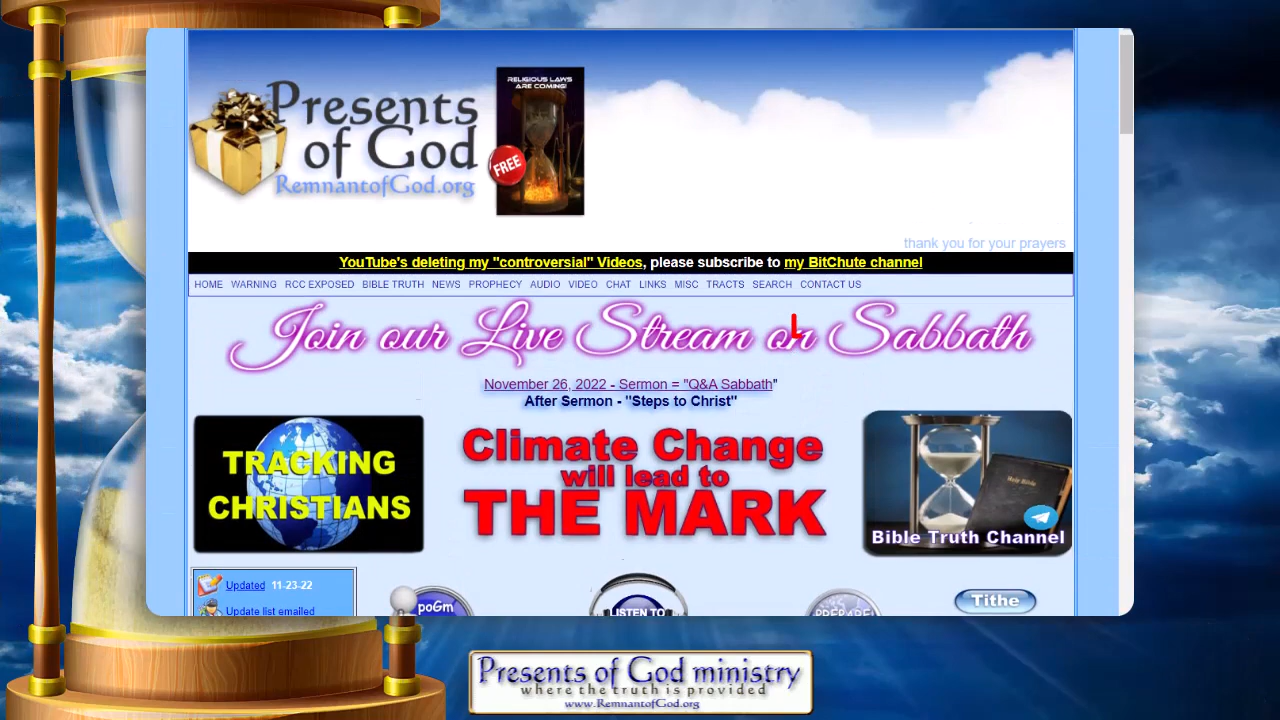 RELIGIOUS LAWS
ARE COMING!
Presents
of God
FREE
RemnantofGod.org
thank you for your prayers
YouTube's deleting my "controversial" Videos, please subscribe to my BitChute channel
HOME WARNING RCC EXPOSED BIBLE TRUTH NEWS PROPHECY AUDIO VIDEO CHAT LINKS MISC TRACTS SEARCH CONTACT US
Join our Live Stream on Sabbath
November 26, 2022 - Sermon = "Q&A Sabbath"
After Sermon - "Steps to Christ"
TRACKING
CHRISTIANS
Climate Change
will lead to
THE MARK
Holy Bible
Bible Truth Channel
Updated 11-23-22
Update list emailed
poGm
LISTEN TO
PREPARE!
Tithe
Presents of God ministry
where the truth is provided
www.RemnantofGod.org